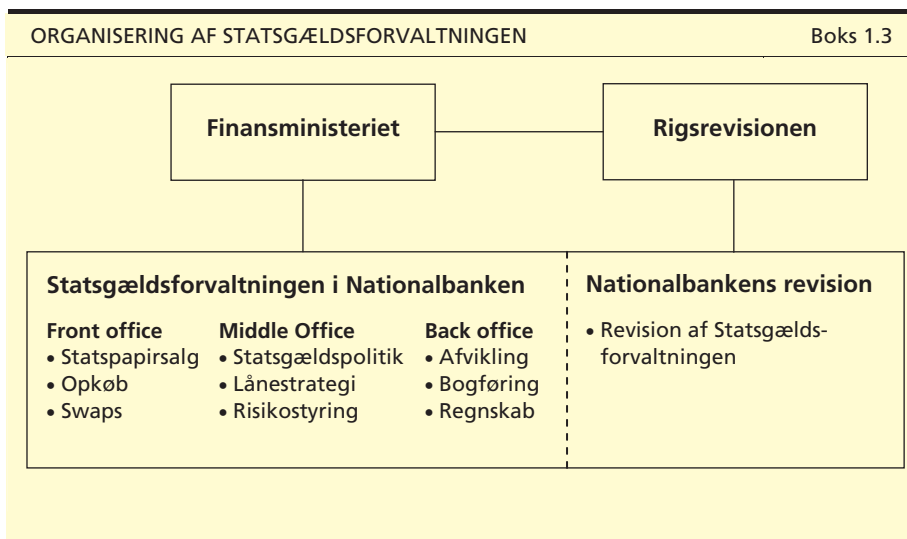 ORGANISERING AF STATSGÆLDSFORVALTNINGEN Boks 1.3
Finansministeriet
Rigsrevisionen
Statsgældsforvaltningen i Nationalbanken
Front office
• Statspapirsalg
• Opkøb
• Swaps
Middle Office
• Statsgældspolitik
• Lånestrategi
• Risikostyring
Back office
• Afvikling
• Bogføring
• Regnskab
Nationalbankens revision
• Revision af Statsgælds-
forvaltningen